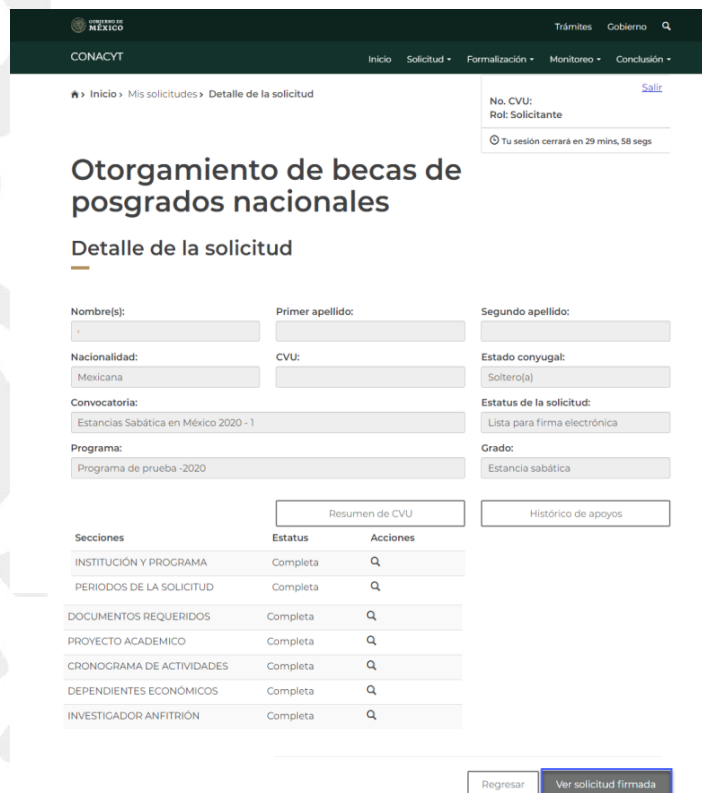 GOBIERNO DE
MÉXICO
Trámites Gobierno
CONACYT
Inicio Solicitud Formalización Monitoreo Conclusión
Inicio › Mis solicitudes › Detalle de la solicitud
Salir
No. CVU:
Rol: Solicitante
Tu sesión cerrará en 29 mins, 58 segs
Otorgamiento de becas de
posgrados nacionales
Detalle de la solicitud
Nombre(s): Primer apellido: Segundo apellido:
Nacionalidad: CVU: Estado conyugal:
Mexicana Soltero(a)
Convocatoria: Estatus de la solicitud:
Estancias Sabática en México 2020 - 1 Lista para firma electrónica
Programa: Grado:
Programa de prueba -2020 Estancia sabática
Resumen de CVU Histórico de apoyos
Secciones Estatus Acciones
INSTITUCIÓN Y PROGRAMA Completa
PERIODOS DE LA SOLICITUD Completa
DOCUMENTOS REQUERIDOS Completa
PROYECTO ACADEMICO Completa
CRONOGRAMA DE ACTIVIDADES Completa
DEPENDIENTES ECONÓMICOS Completa
INVESTIGADOR ANFITRIÓN Completa
Regresar Ver solicitud firmada